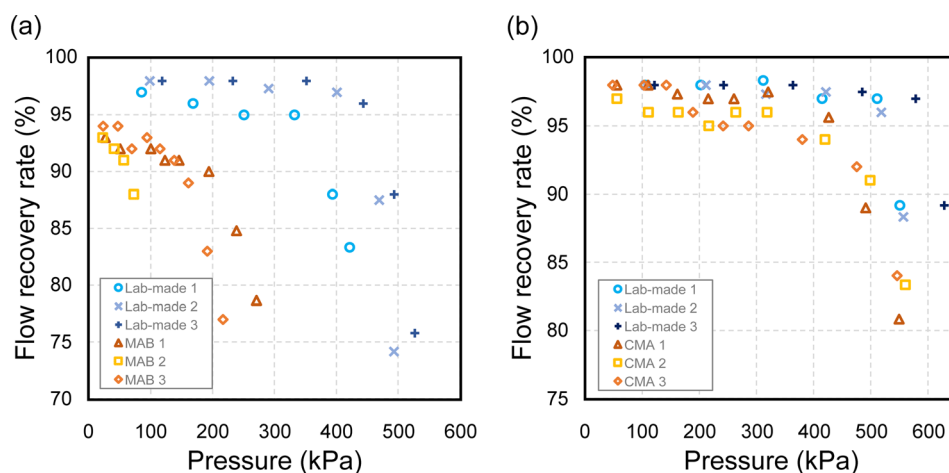 (a)
Flow recovery rate (%)
100
95
90
85
80
75
70
0 100 200 300 400 500 600
Pressure (kPa)
Lab-made 1
Lab-made 2
Lab-made 3
MAB 1
MAB 2
MAB 3
(b)
Flow recovery rate (%)
100
95
90
85
80
75
0 100 200 300 400 500 600
Pressure (kPa)
Lab-made 1
Lab-made 2
Lab-made 3
CMA 1
CMA 2
CMA 3